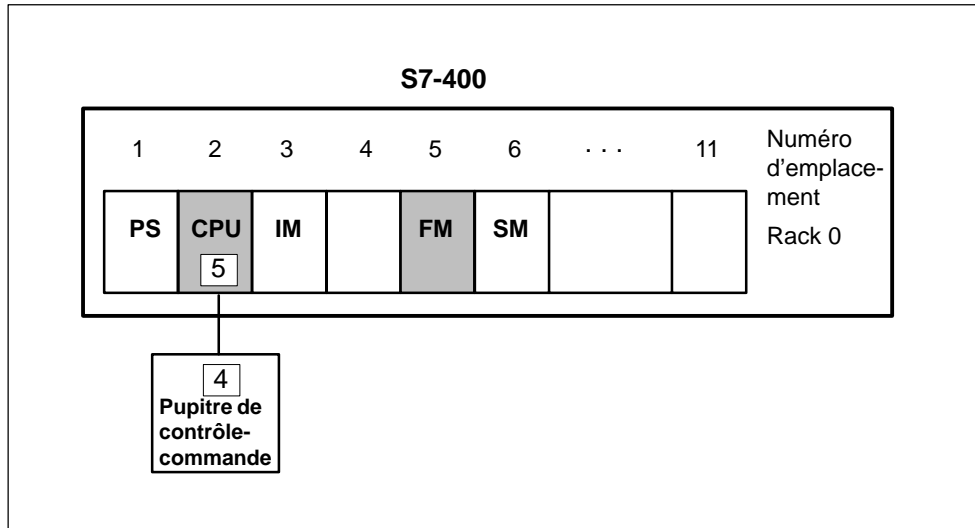 S7-400
1 2 3 4 5 6 . . . 11
Numéro
d'emplace-
ment
Rack 0
PS CPU IM FM SM
5
4
Pupitre de
contrôle-
commande